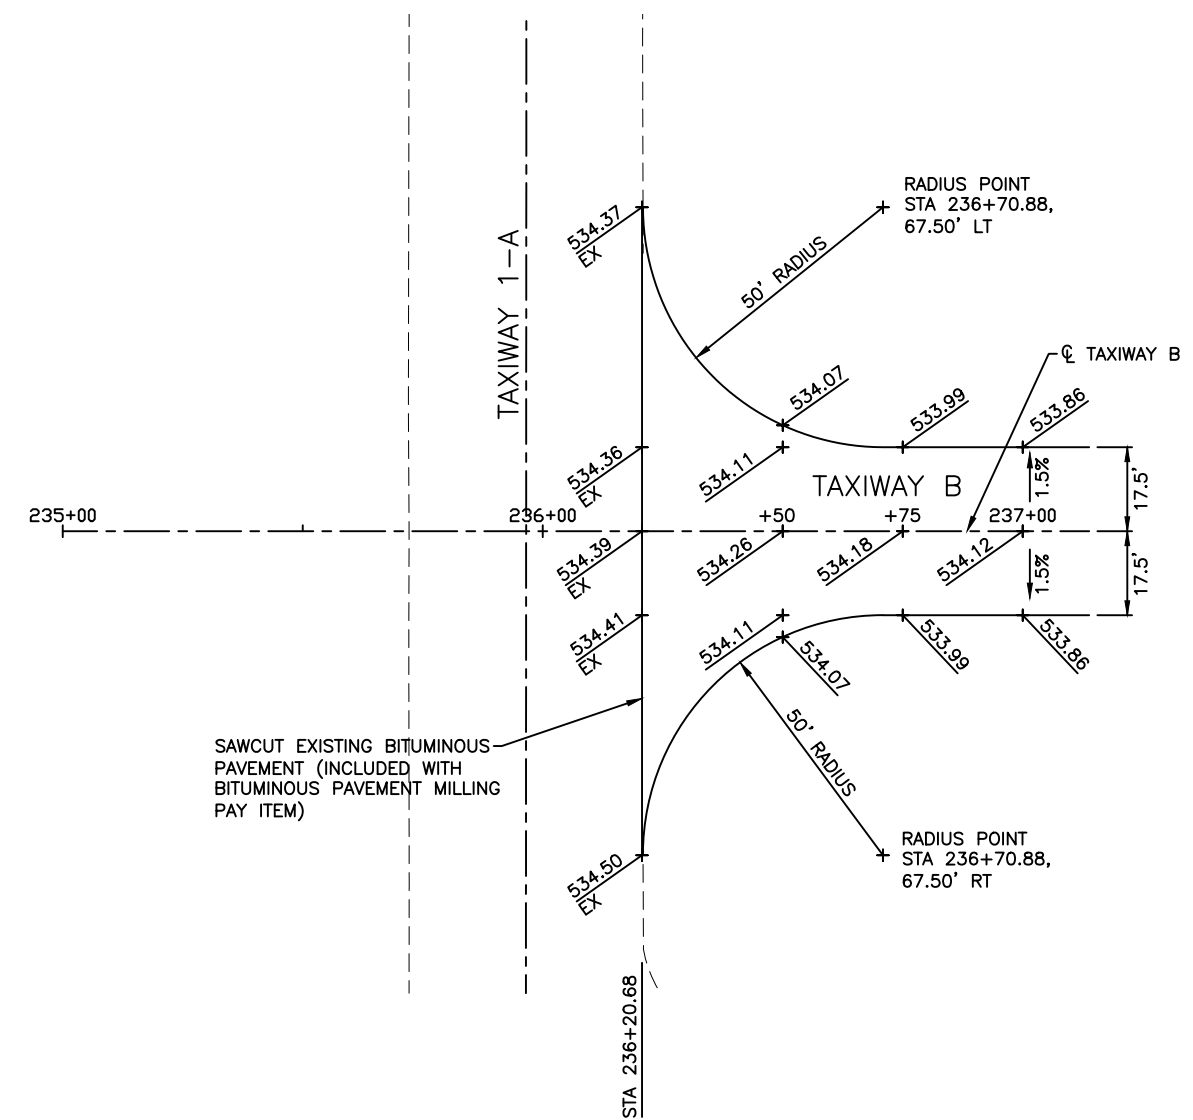 RADIUS POINT
STA 236+70.88,
67.50' LT
534.37
EX
TAXIWAY 1-A
50' RADIUS
℄ TAXIWAY B
534.07
533.99
533.86
534.36
EX
534.11
TAXIWAY B
1.5%
17.5'
235+00
236+00
+50
+75
237+00
534.39
EX
534.26
534.18
534.12
1.5%
17.5'
534.41
EX
534.11
534.07
533.99
533.86
SAWCUT EXISTING BITUMINOUS
PAVEMENT (INCLUDED WITH
BITUMINOUS PAVEMENT MILLING
PAY ITEM)
50' RADIUS
RADIUS POINT
STA 236+70.88,
67.50' RT
534.50
EX
STA 236+20.68